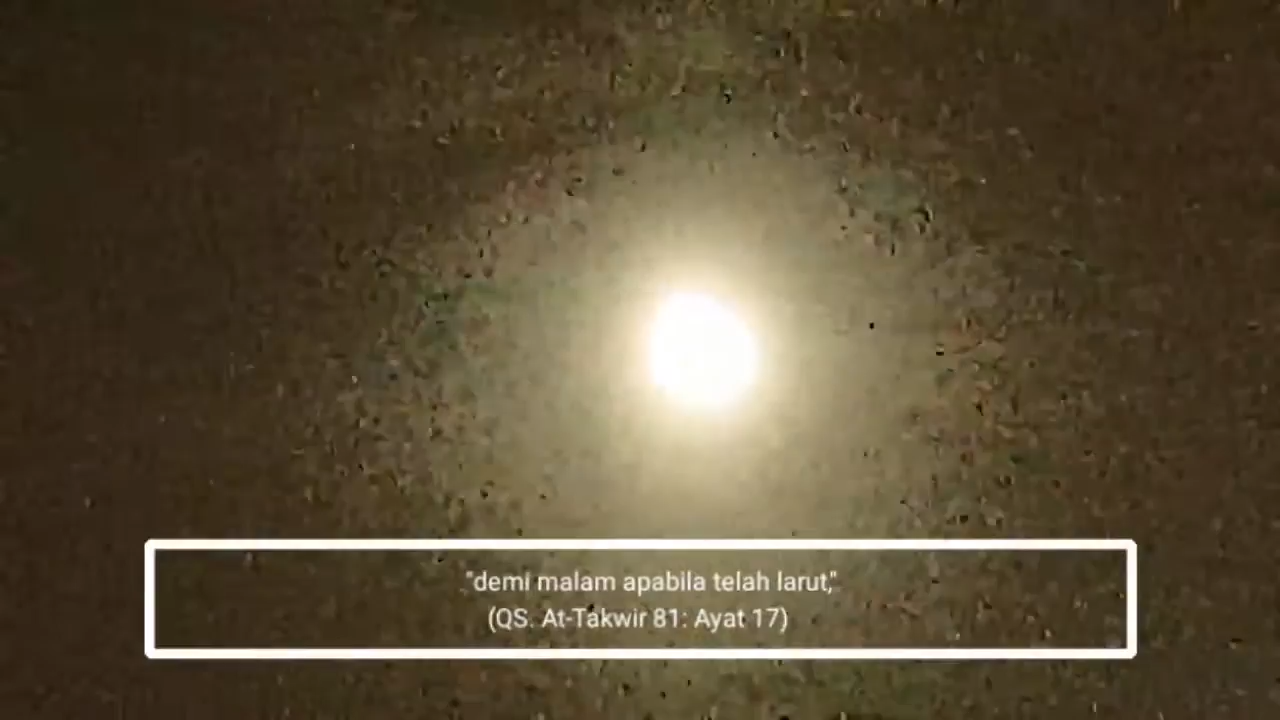 "demi malam apabila telah larut,"
(QS. At-Takwir 81: Ayat 17)